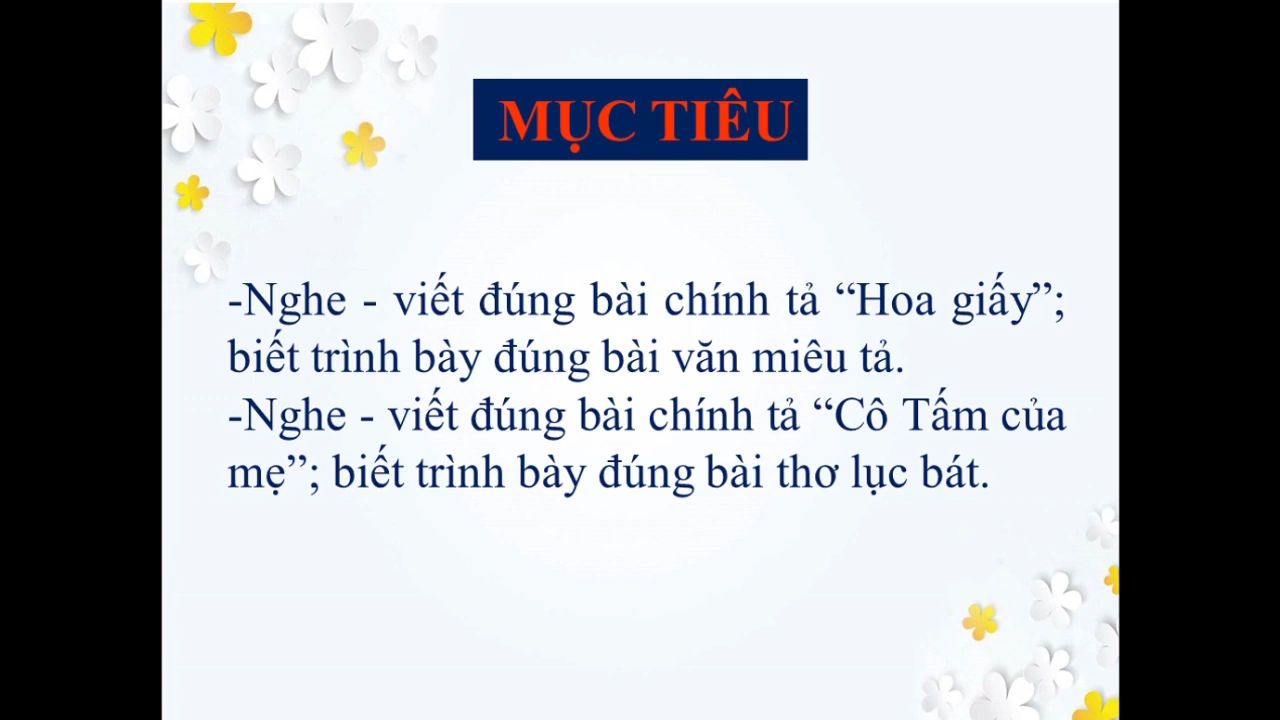 MỤC TIÊU
-Nghe - viết đúng bài chính tả “Hoa giấy”;
biết trình bày đúng bài văn miêu tả.
-Nghe - viết đúng bài chính tả “Cô Tấm của
mẹ”; biết trình bày đúng bài thơ lục bát.